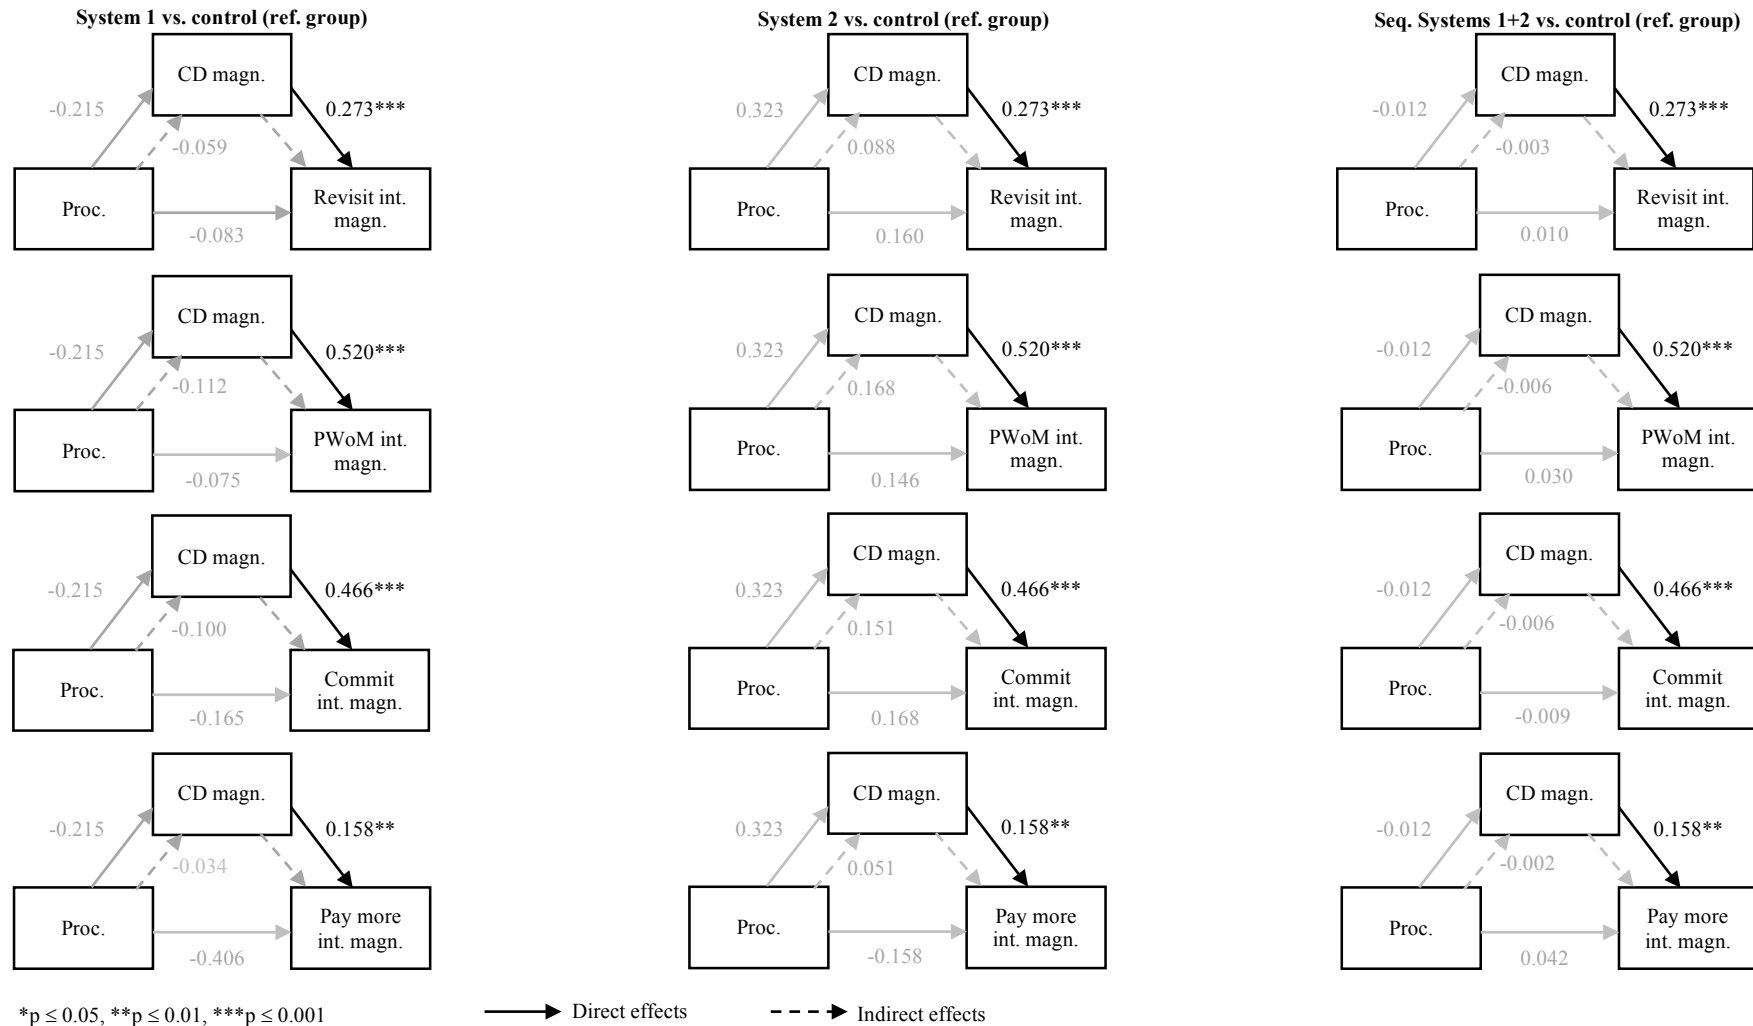 System 1 vs. control (ref. group)
CD magn.
-0.215
0.273***
-0.059
Proc.
Revisit int.
magn.
-0.083
CD magn.
-0.215
0.520***
-0.112
Proc.
PWoM int.
magn.
-0.075
CD magn.
-0.215
0.466***
-0.100
Proc.
Commit
int. magn.
-0.165
CD magn.
-0.215
0.158**
-0.034
Proc.
Pay more
int. magn.
-0.406
System 2 vs. control (ref. group)
CD magn.
0.323
0.273***
0.088
Proc.
Revisit int.
magn.
0.160
CD magn.
0.323
0.520***
0.168
Proc.
PWoM int.
magn.
0.146
CD magn.
0.323
0.466***
0.151
Proc.
Commit
int. magn.
0.168
CD magn.
0.323
0.158**
0.051
Proc.
Pay more
int. magn.
-0.158
Seq. Systems 1+2 vs. control (ref. group)
CD magn.
-0.012
0.273***
-0.003
Proc.
Revisit int.
magn.
0.010
CD magn.
-0.012
0.520***
-0.006
Proc.
PWoM int.
magn.
0.030
CD magn.
-0.012
0.466***
-0.006
Proc.
Commit
int. magn.
-0.009
CD magn.
-0.012
0.158**
-0.002
Proc.
Pay more
int. magn.
0.042
*p ≤ 0.05, **p ≤ 0.01, ***p ≤ 0.001
Direct effects
Indirect effects